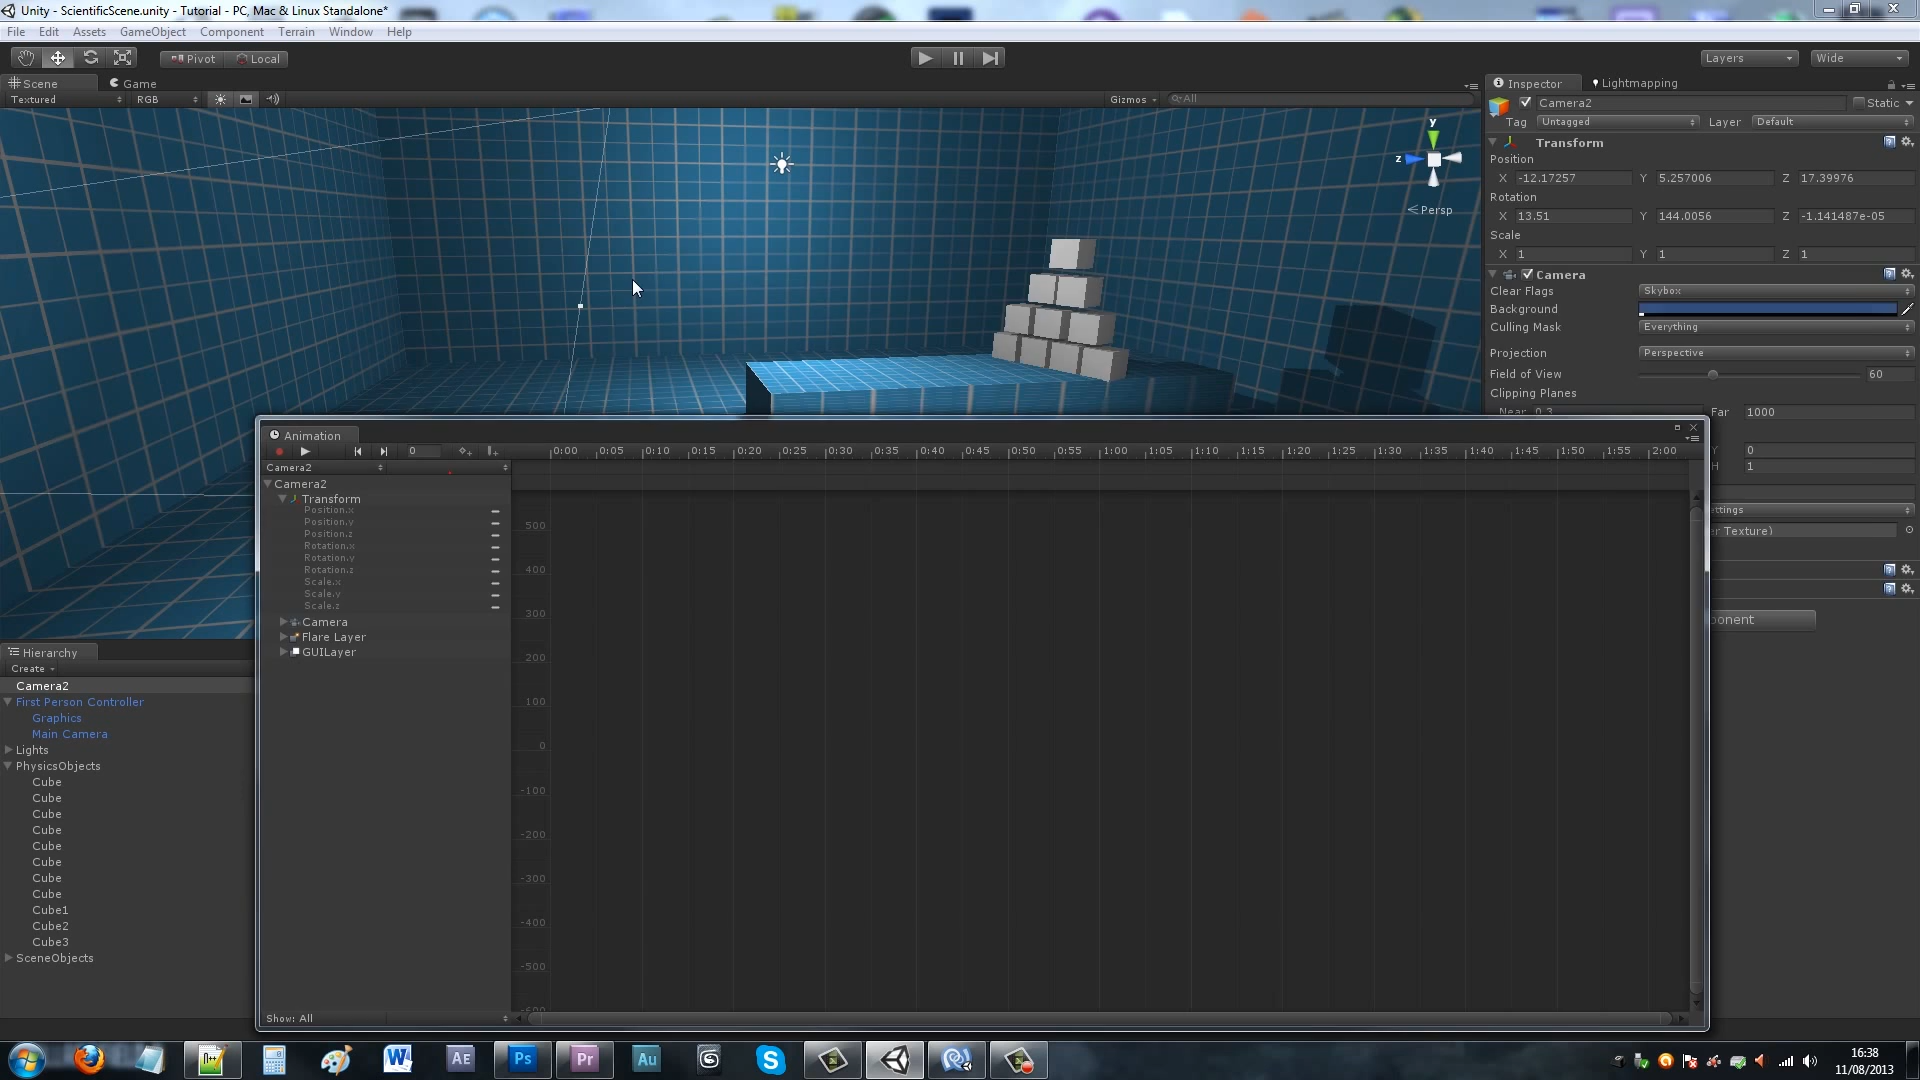 Unity - ScientificScene.unity - Tutorial - PC, Mac & Linux Standalone*
File Edit Assets GameObject Component Terrain Window Help
Pivot Local
Layers Wide
Scene Game
Textured RGB Gizmos All
Inspector Lightmapping
Camera2 Static
Tag Untagged Layer Default
Transform
Position
X -12.17257 Y 5.257006 Z 17.39976
Rotation
X 13.51 Y 144.0056 Z -1.141487e-05
Scale
X 1 Y 1 Z 1
Camera
Clear Flags Skybox
Background
Culling Mask Everything
Projection Perspective
Field of View 60
Clipping Planes
Near 0.3 Far 1000
Y 0
H 1
ettings
er Texture)
ponent
y
z
Persp
Animation
0 0:00 0:05 0:10 0:15 0:20 0:25 0:30 0:35 0:40 0:45 0:50 0:55 1:00 1:05 1:10 1:15 1:20 1:25 1:30 1:35 1:40 1:45 1:50 1:55 2:00
Camera2
Camera2
Transform
Position.x
Position.y
Position.z
Rotation.x
Rotation.y
Rotation.z
Scale.x
Scale.y
Scale.z
Camera
Flare Layer
GUILayer
500
400
300
200
100
0
-100
-200
-300
-400
-500
-600
Show: All
Hierarchy
Create
Camera2
First Person Controller
Graphics
Main Camera
Lights
PhysicsObjects
Cube
Cube
Cube
Cube
Cube
Cube
Cube
Cube
Cube1
Cube2
Cube3
SceneObjects
n++ W AE Ps Pr Au S
16:38
11/08/2013